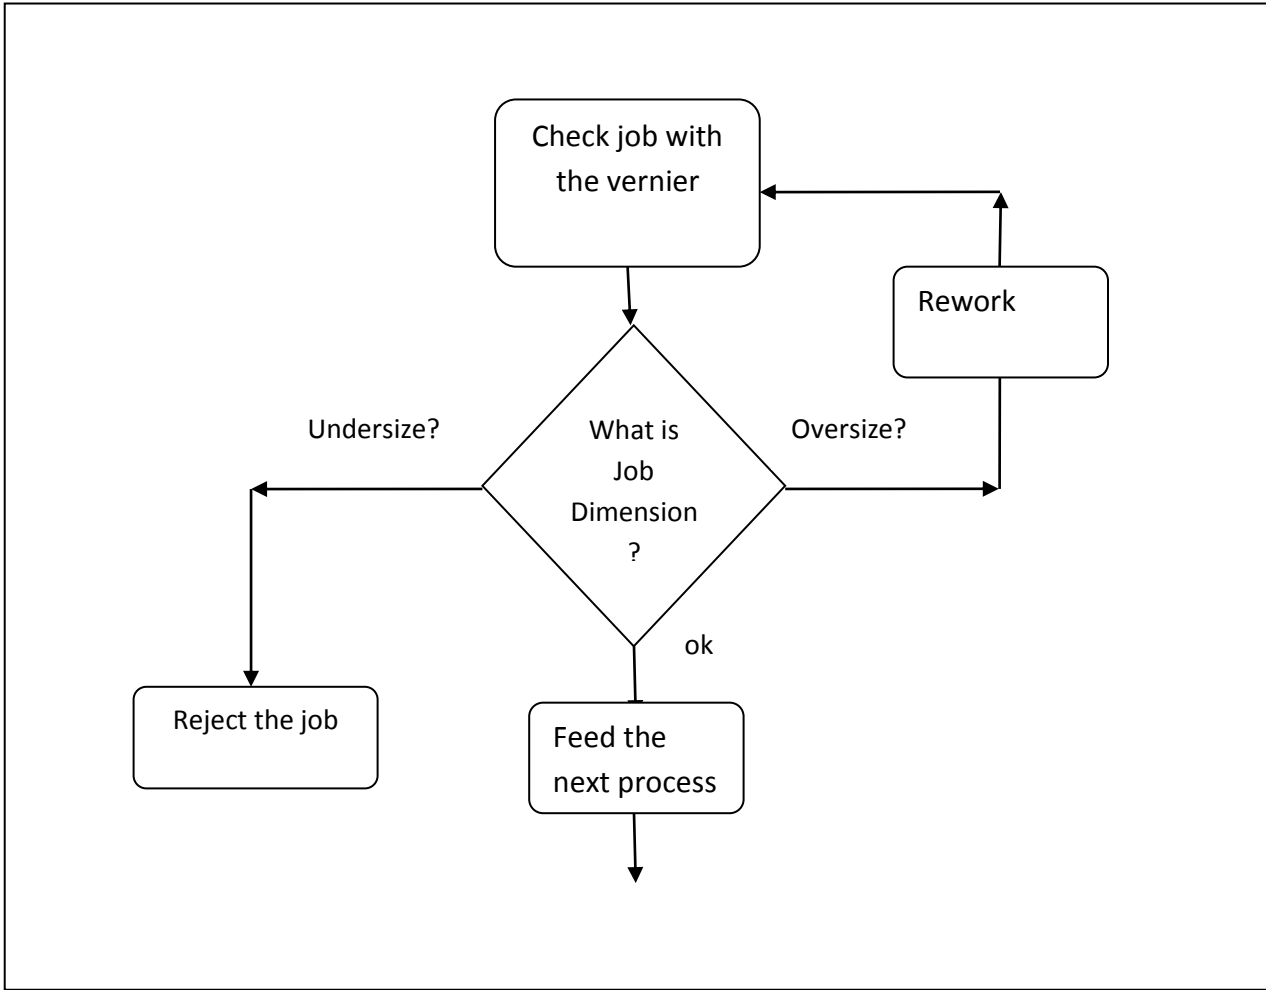 Check job with
the vernier
Rework
Undersize?
What is
Job
Dimension
?
Oversize?
ok
Reject the job
Feed the
next process